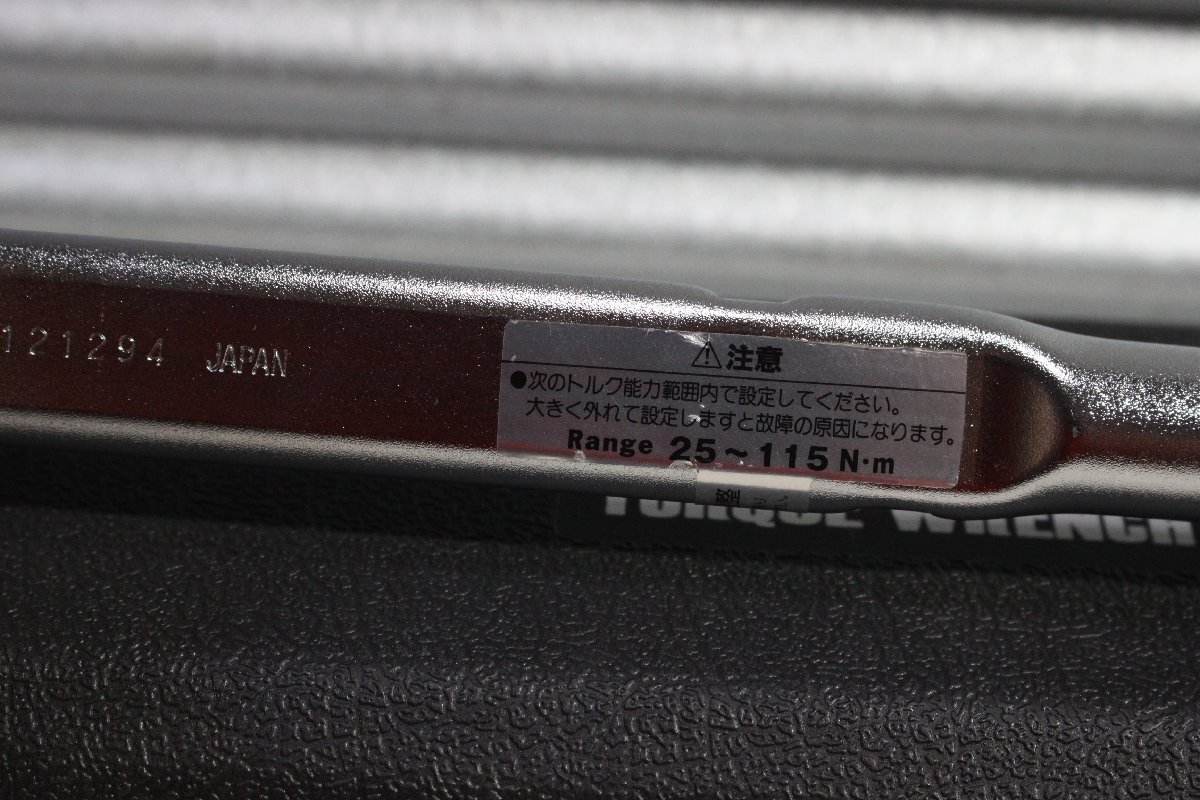 121294 JAPAN
⚠注意
●次のトルク能力範囲内で設定してください。
大きく外れて設定しますと故障の原因になります。
Range 25～115 N·m
TORQUE WRENCH